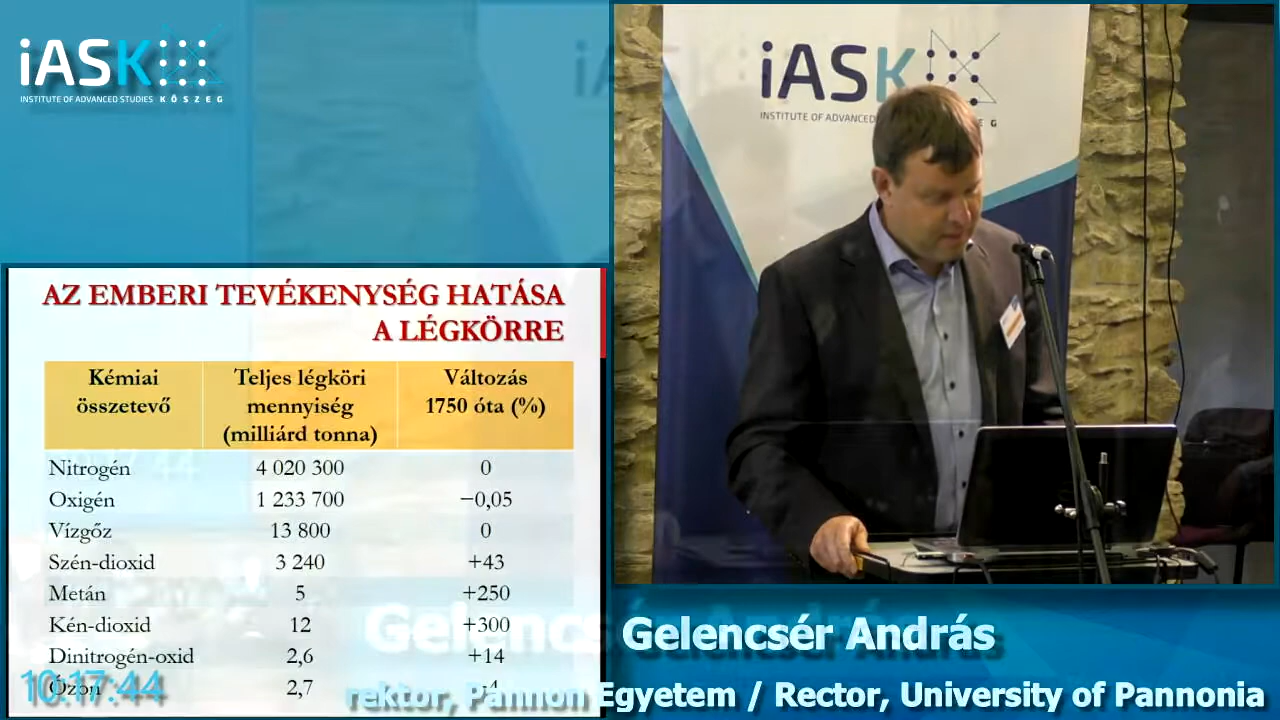 iASK
INSTITUTE OF ADVANCED STUDIES KŐSZEG
iASK
INSTITUTE OF ADVANCED
E G
AZ EMBERI TEVÉKENYSÉG HATÁSA
A LÉGKÖRRE
Kémiai összetevő Teljes légköri mennyiség (milliárd tonna) Változás 1750 óta (%)
Nitrogén 4 020 300 0
Oxigén 1 233 700 −0,05
Vízgőz 13 800 0
Szén-dioxid 3 240 +43
Metán 5 +250
Kén-dioxid 12 +300
Dinitrogén-oxid 2,6 +14
Ózon 2,7
10:17:44
Gelencsér András
rektor, Pannon Egyetem / Rector, University of Pannonia